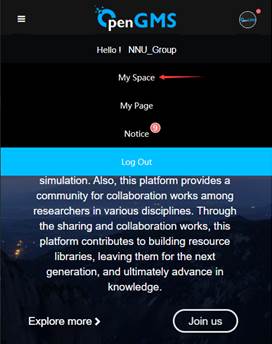 OpenGMS
Hello ! NNU_Group
My Space
My Page
Notice 9
Log Out
simulation. Also, this platform provides a
community for collaboration works among
researchers in various disciplines. Through
the sharing and collaboration works, this
platform contributes to building resource
libraries, leaving them for the next
generation, and ultimately advance in
knowledge.
Explore more
Join us